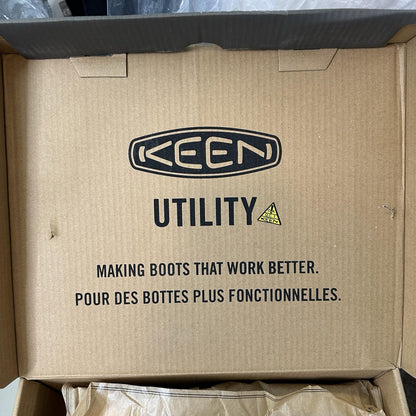 KEEN
UTILITY
MAKING BOOTS THAT WORK BETTER.
POUR DES BOTTES PLUS FONCTIONNELLES.